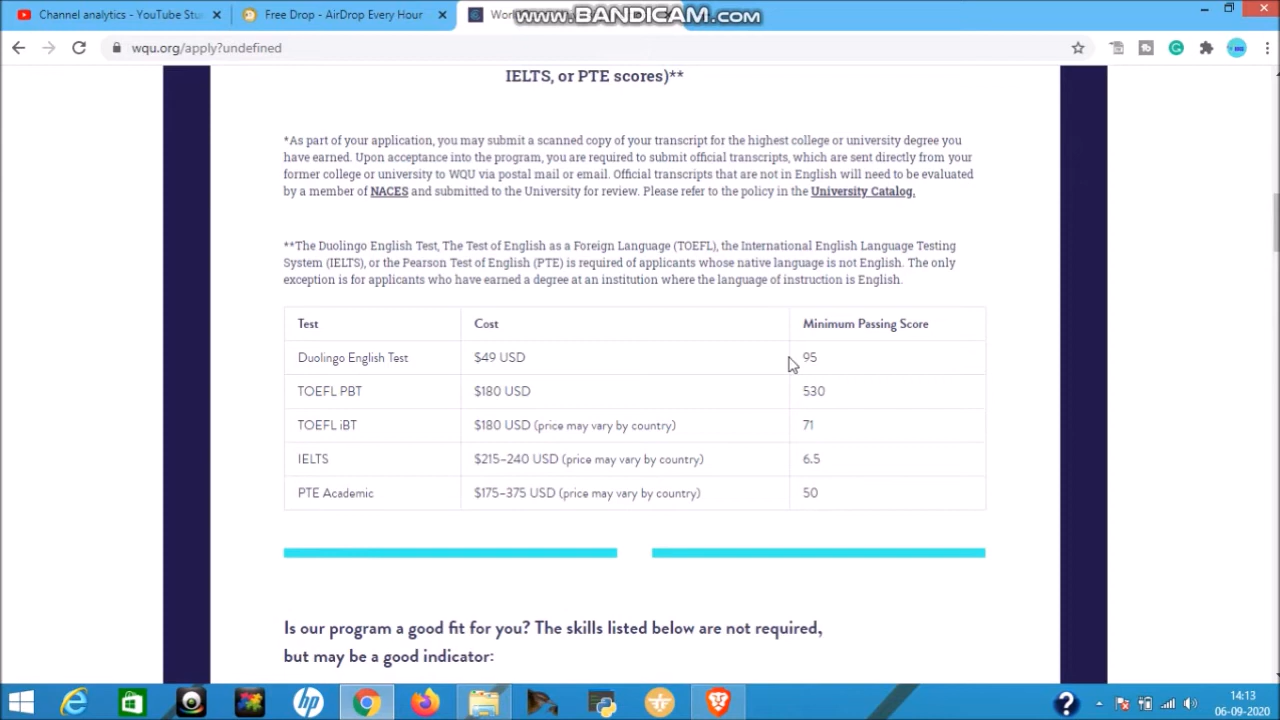 Channel analytics - YouTube Stu
Free Drop - AirDrop Every Hour
Wor
www.BANDICAM.com
wqu.org/apply?undefined
IELTS, or PTE scores)**
*As part of your application, you may submit a scanned copy of your transcript for the highest college or university degree you
have earned. Upon acceptance into the program, you are required to submit official transcripts, which are sent directly from your
former college or university to WQU via postal mail or email. Official transcripts that are not in English will need to be evaluated
by a member of NACES and submitted to the University for review. Please refer to the policy in the University Catalog.
**The Duolingo English Test, The Test of English as a Foreign Language (TOEFL), the International English Language Testing
System (IELTS), or the Pearson Test of English (PTE) is required of applicants whose native language is not English. The only
exception is for applicants who have earned a degree at an institution where the language of instruction is English.
Test Cost Minimum Passing Score
Duolingo English Test $49 USD 95
TOEFL PBT $180 USD 530
TOEFL iBT $180 USD (price may vary by country) 71
IELTS $215–240 USD (price may vary by country) 6.5
PTE Academic $175–375 USD (price may vary by country) 50
Is our program a good fit for you? The skills listed below are not required,
but may be a good indicator:
14:13
06-09-2020